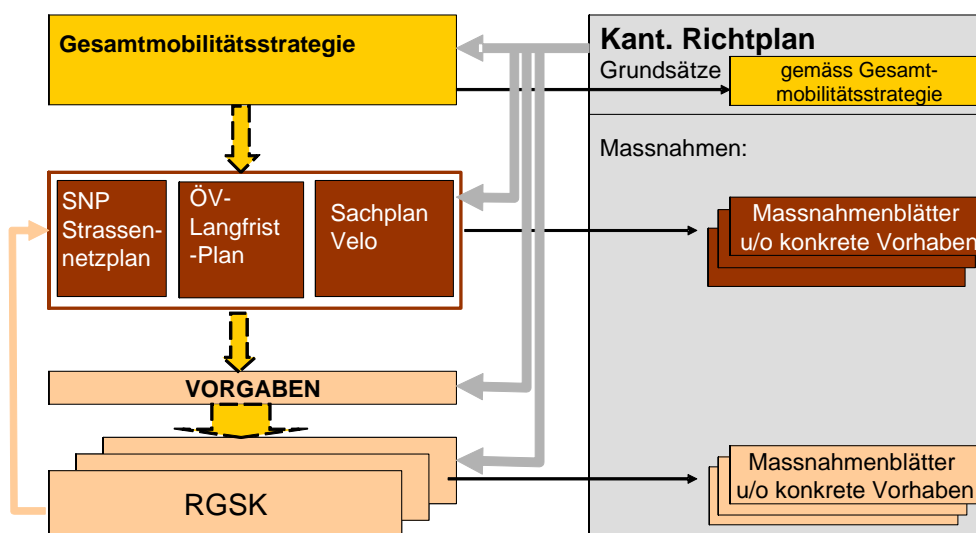 Gesamtmobilitätsstrategie
Kant. Richtplan
Grundsätze
gemäss Gesamt-
mobilitätsstrategie
Massnahmen:
SNP
Strassen-
netzplan
ÖV-
Langfrist
-Plan
Sachplan
Velo
Massnahmenblätter
u/o konkrete Vorhaben
VORGABEN
RGSK
Massnahmenblätter
u/o konkrete Vorhaben